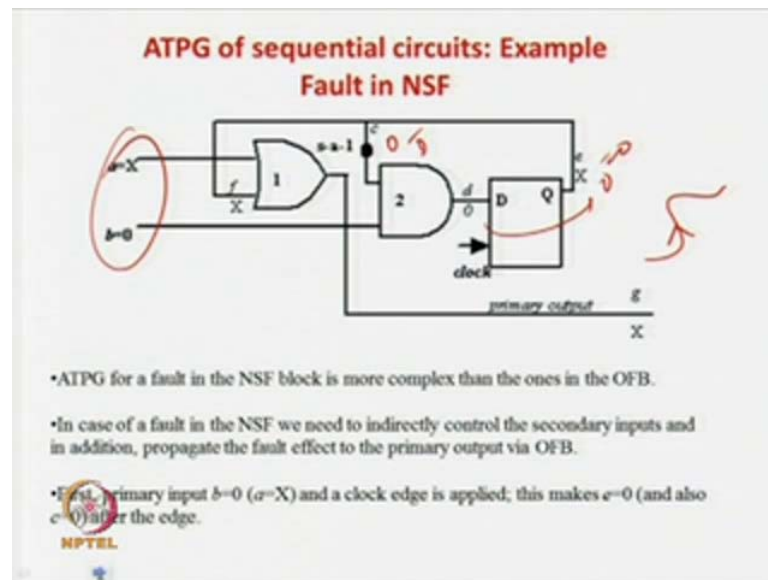 ATPG of sequential circuits: Example
Fault in NSF
s-a-1
c
0/
e
X
0
a=X
f
X
1
2
d
0
D
Q
b=0
clock
primary output
g
X
•ATPG for a fault in the NSF block is more complex than the ones in the OFB.
•In case of a fault in the NSF we need to indirectly control the secondary inputs and
in addition, propagate the fault effect to the primary output via OFB.
•First, primary input b=0 (a=X) and a clock edge is applied; this makes e=0 (and also
c=0) after the edge.
NPTEL